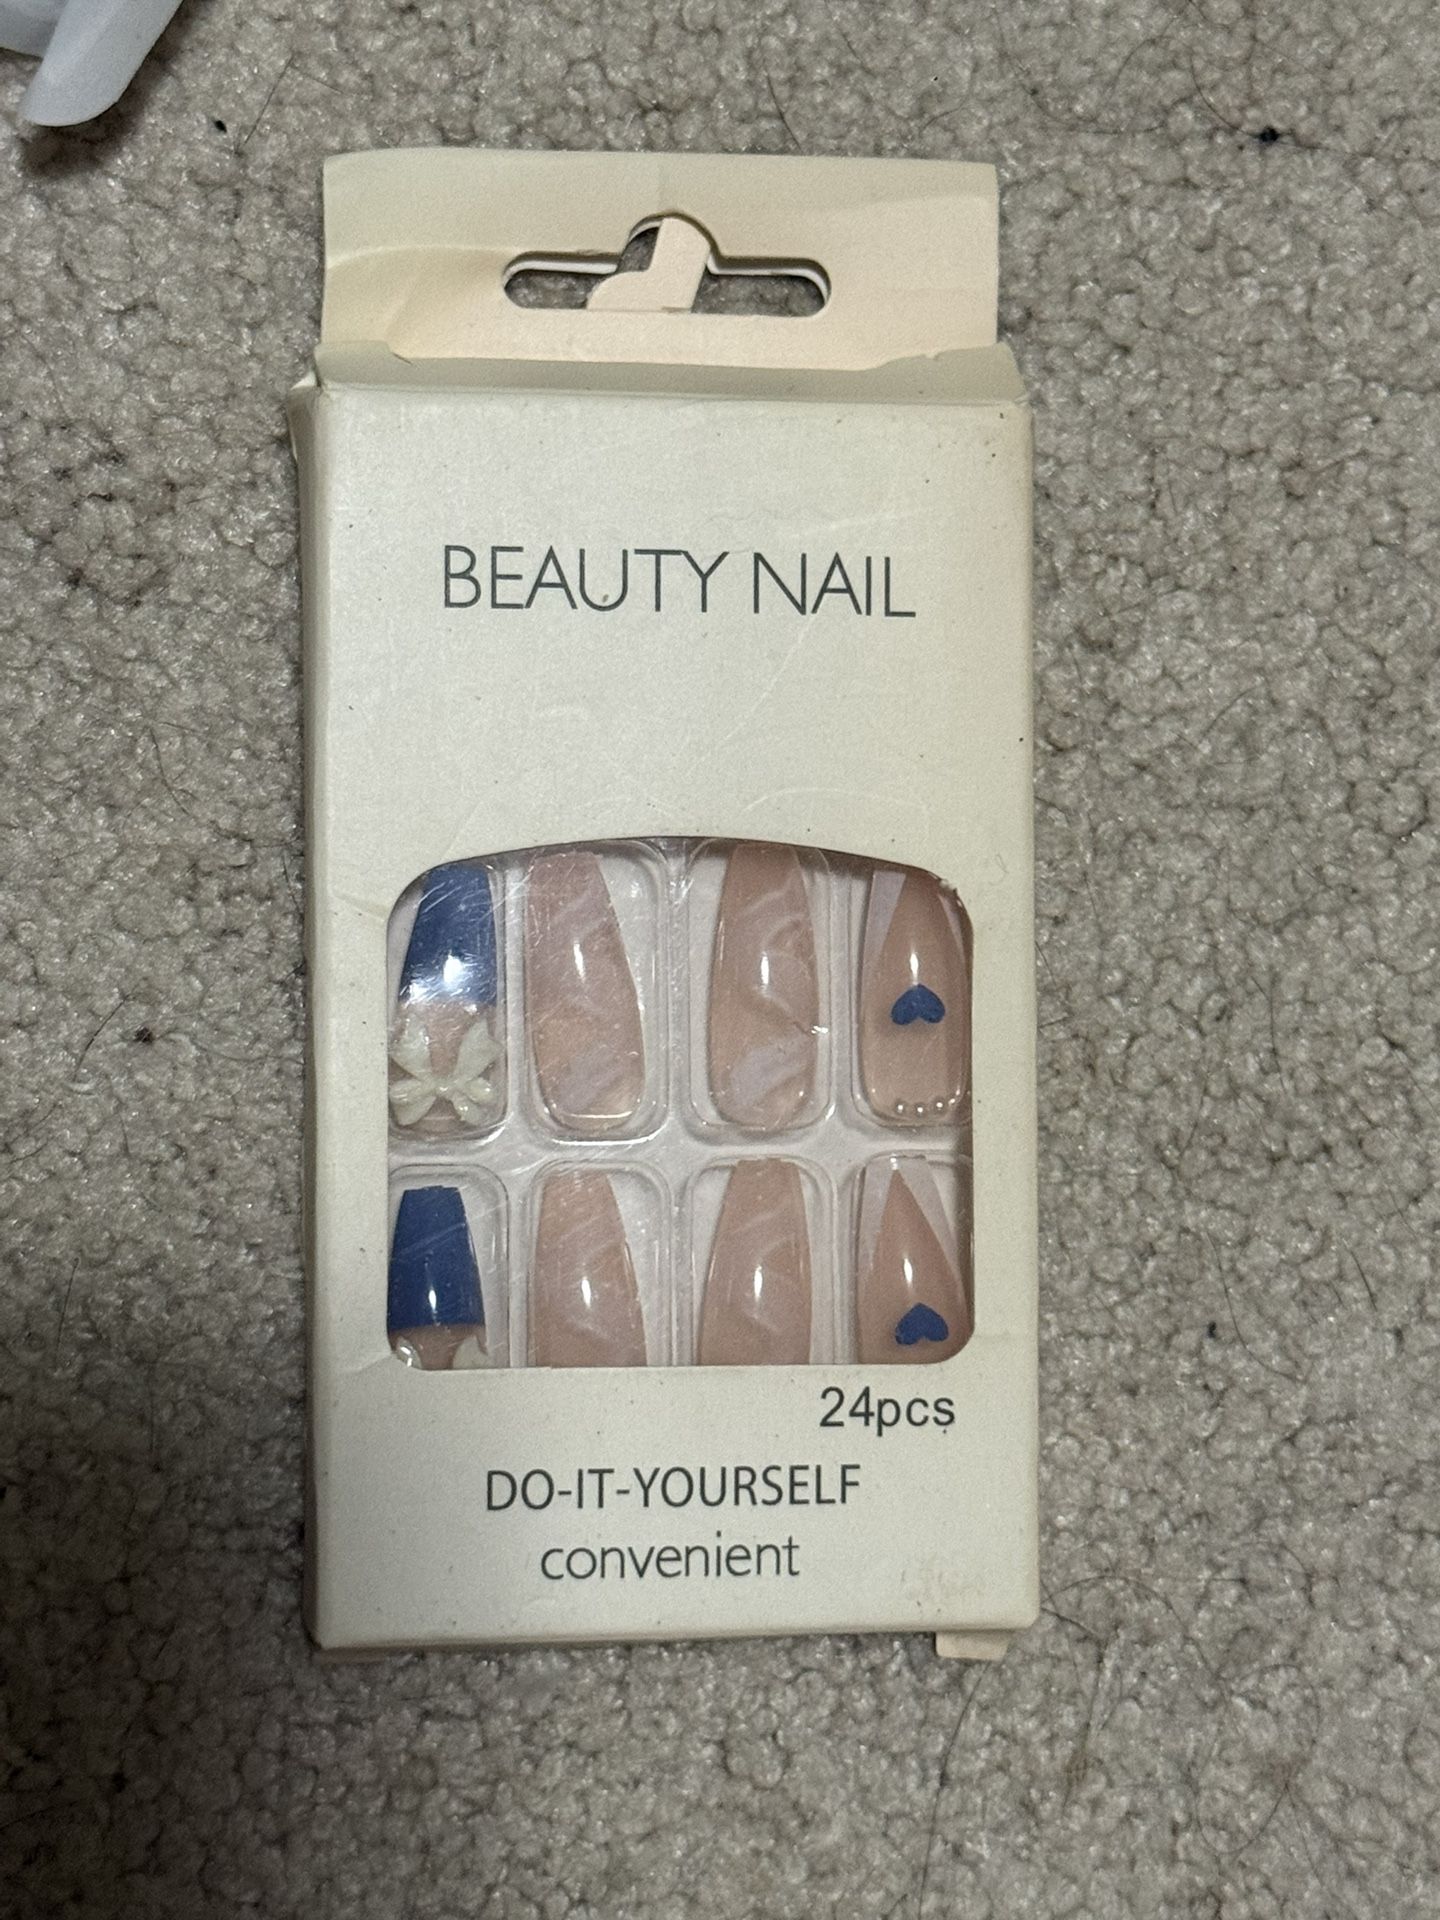 BEAUTY NAIL
24pcs
DO-IT-YOURSELF
convenient